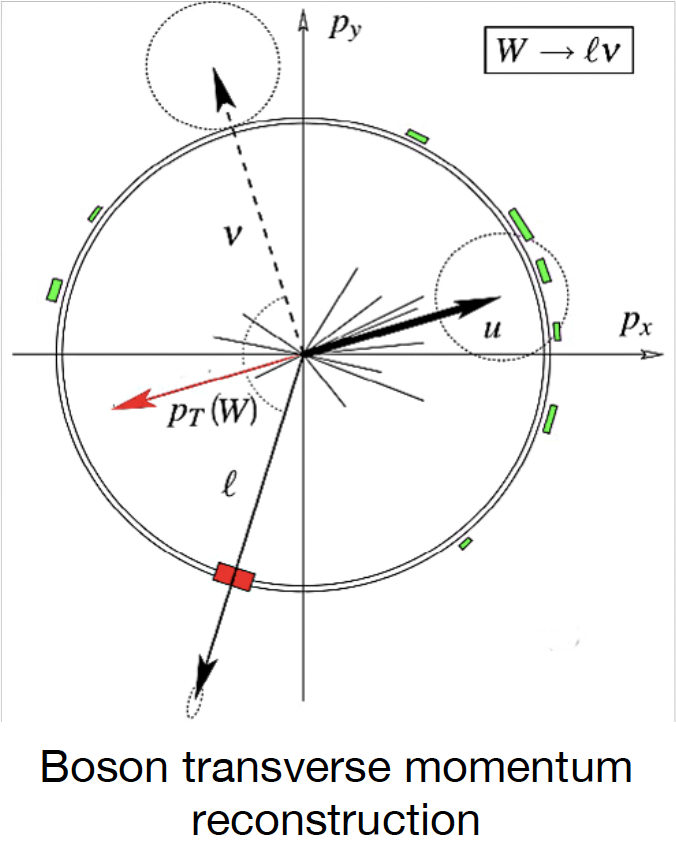 p_y
W → ℓν
ν
u
p_x
p_T(W)
ℓ
Boson transverse momentum
reconstruction